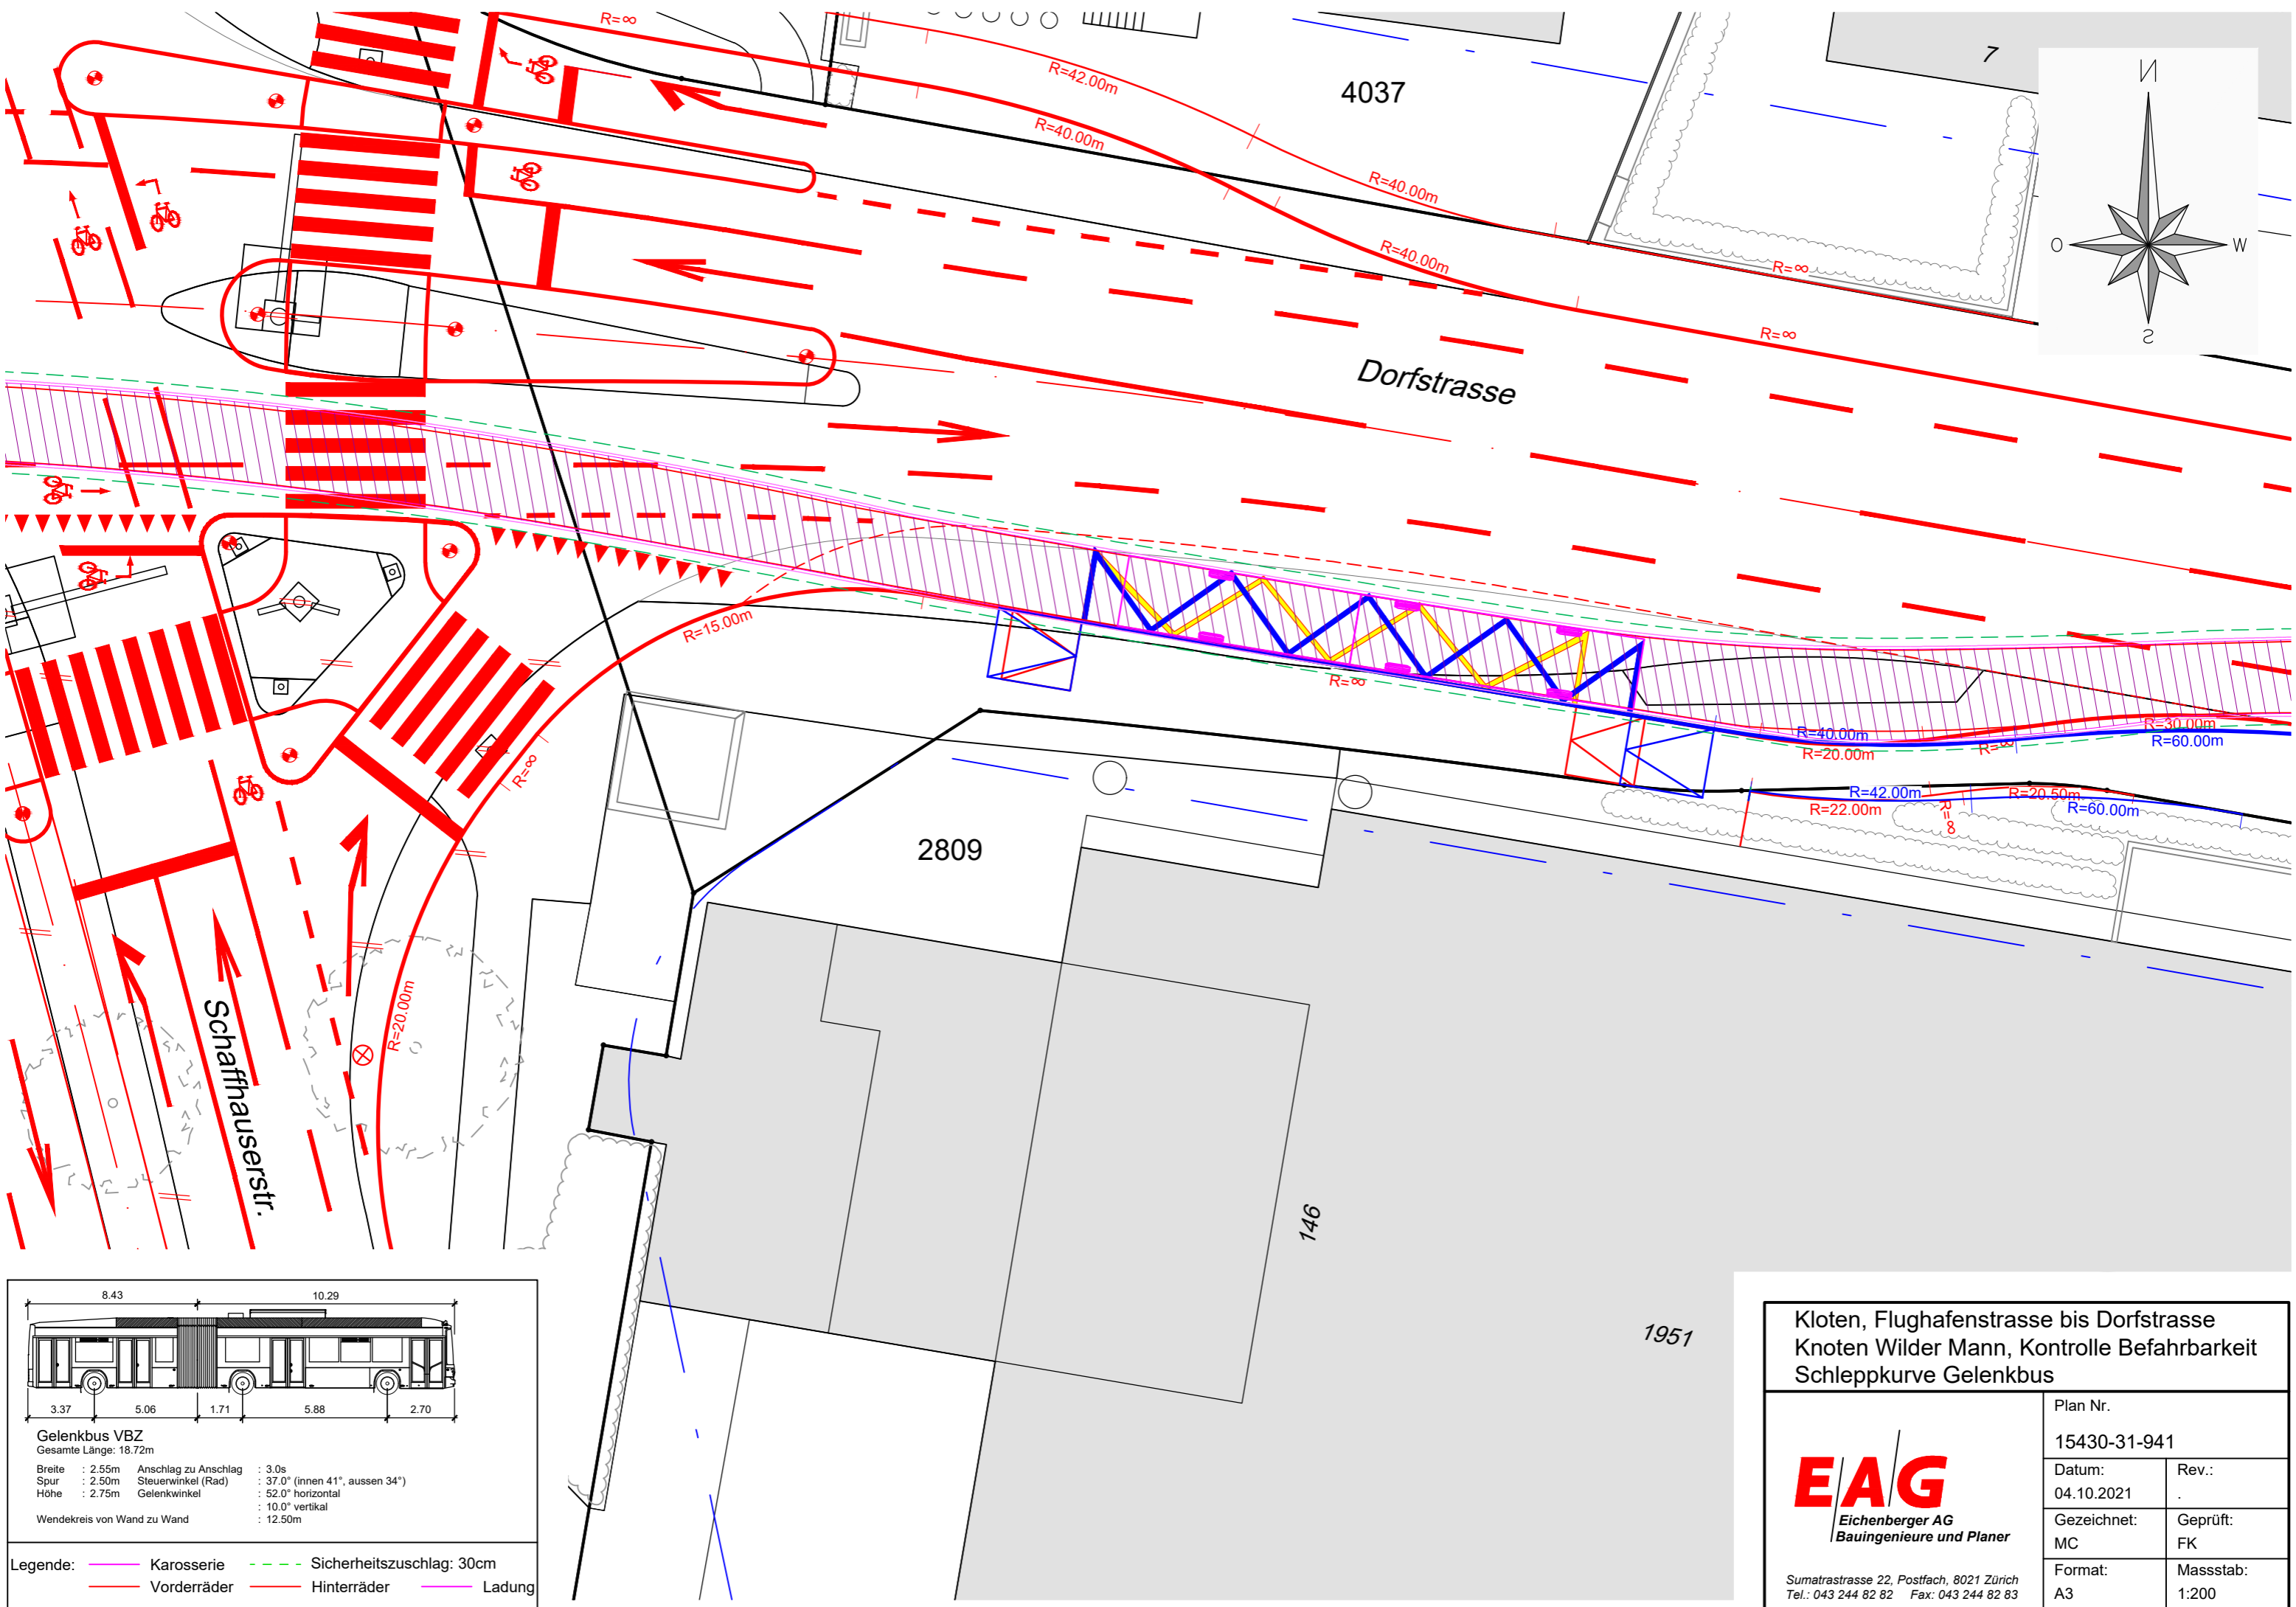 R=∞
R=42.00m
4037
7
R=40.00m
R=40.00m
R=40.00m
R=∞
R=∞
N
O
W
S
Dorfstrasse
R=15.00m
R=∞
R=∞
R=40.00m
R=20.00m
R=∞
R=30.00m
R=60.00m
R=42.00m
R=22.00m
R=∞
R=20.50m
R=60.00m
2809
R=20.00m
Schaffhauserstr.
146
1951
8.43
10.29
3.37
5.06
1.71
5.88
2.70
Gelenkbus VBZ
Gesamte Länge: 18.72m
Breite : 2.55m Anschlag zu Anschlag : 3.0s
Spur : 2.50m Steuerwinkel (Rad) : 37.0° (innen 41°, aussen 34°)
Höhe : 2.75m Gelenkwinkel : 52.0° horizontal
: 10.0° vertikal
Wendekreis von Wand zu Wand : 12.50m
Legende: Karosserie Sicherheitszuschlag: 30cm
Vorderräder Hinterräder Ladung
Kloten, Flughafenstrasse bis Dorfstrasse
Knoten Wilder Mann, Kontrolle Befahrbarkeit
Schleppkurve Gelenkbus
EAG
Eichenberger AG
Bauingenieure und Planer
Sumatrastrasse 22, Postfach, 8021 Zürich
Tel.: 043 244 82 82 Fax: 043 244 82 83
Plan Nr.
15430-31-941
Datum: Rev.:
04.10.2021 .
Gezeichnet: Geprüft:
MC FK
Format: Massstab:
A3 1:200